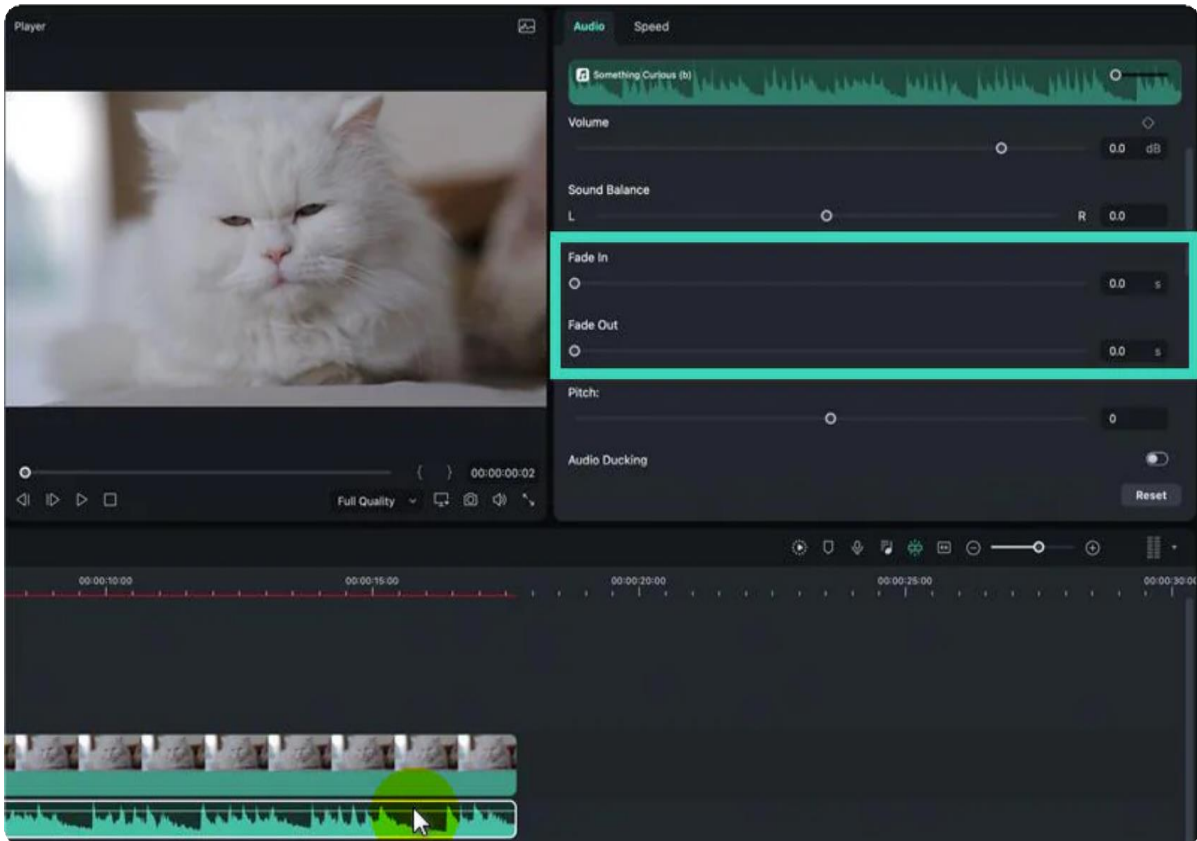 Player
Audio Speed
Something Curious (b)
Volume
0.0 dB
Sound Balance
L R 0.0
Fade In
0.0 s
Fade Out
0.0 s
Pitch:
0
Audio Ducking
Reset
{ } 00:00:00:02
Full Quality
00:00:10:00 00:00:15:00 00:00:20:00 00:00:25:00 00:00:30:00